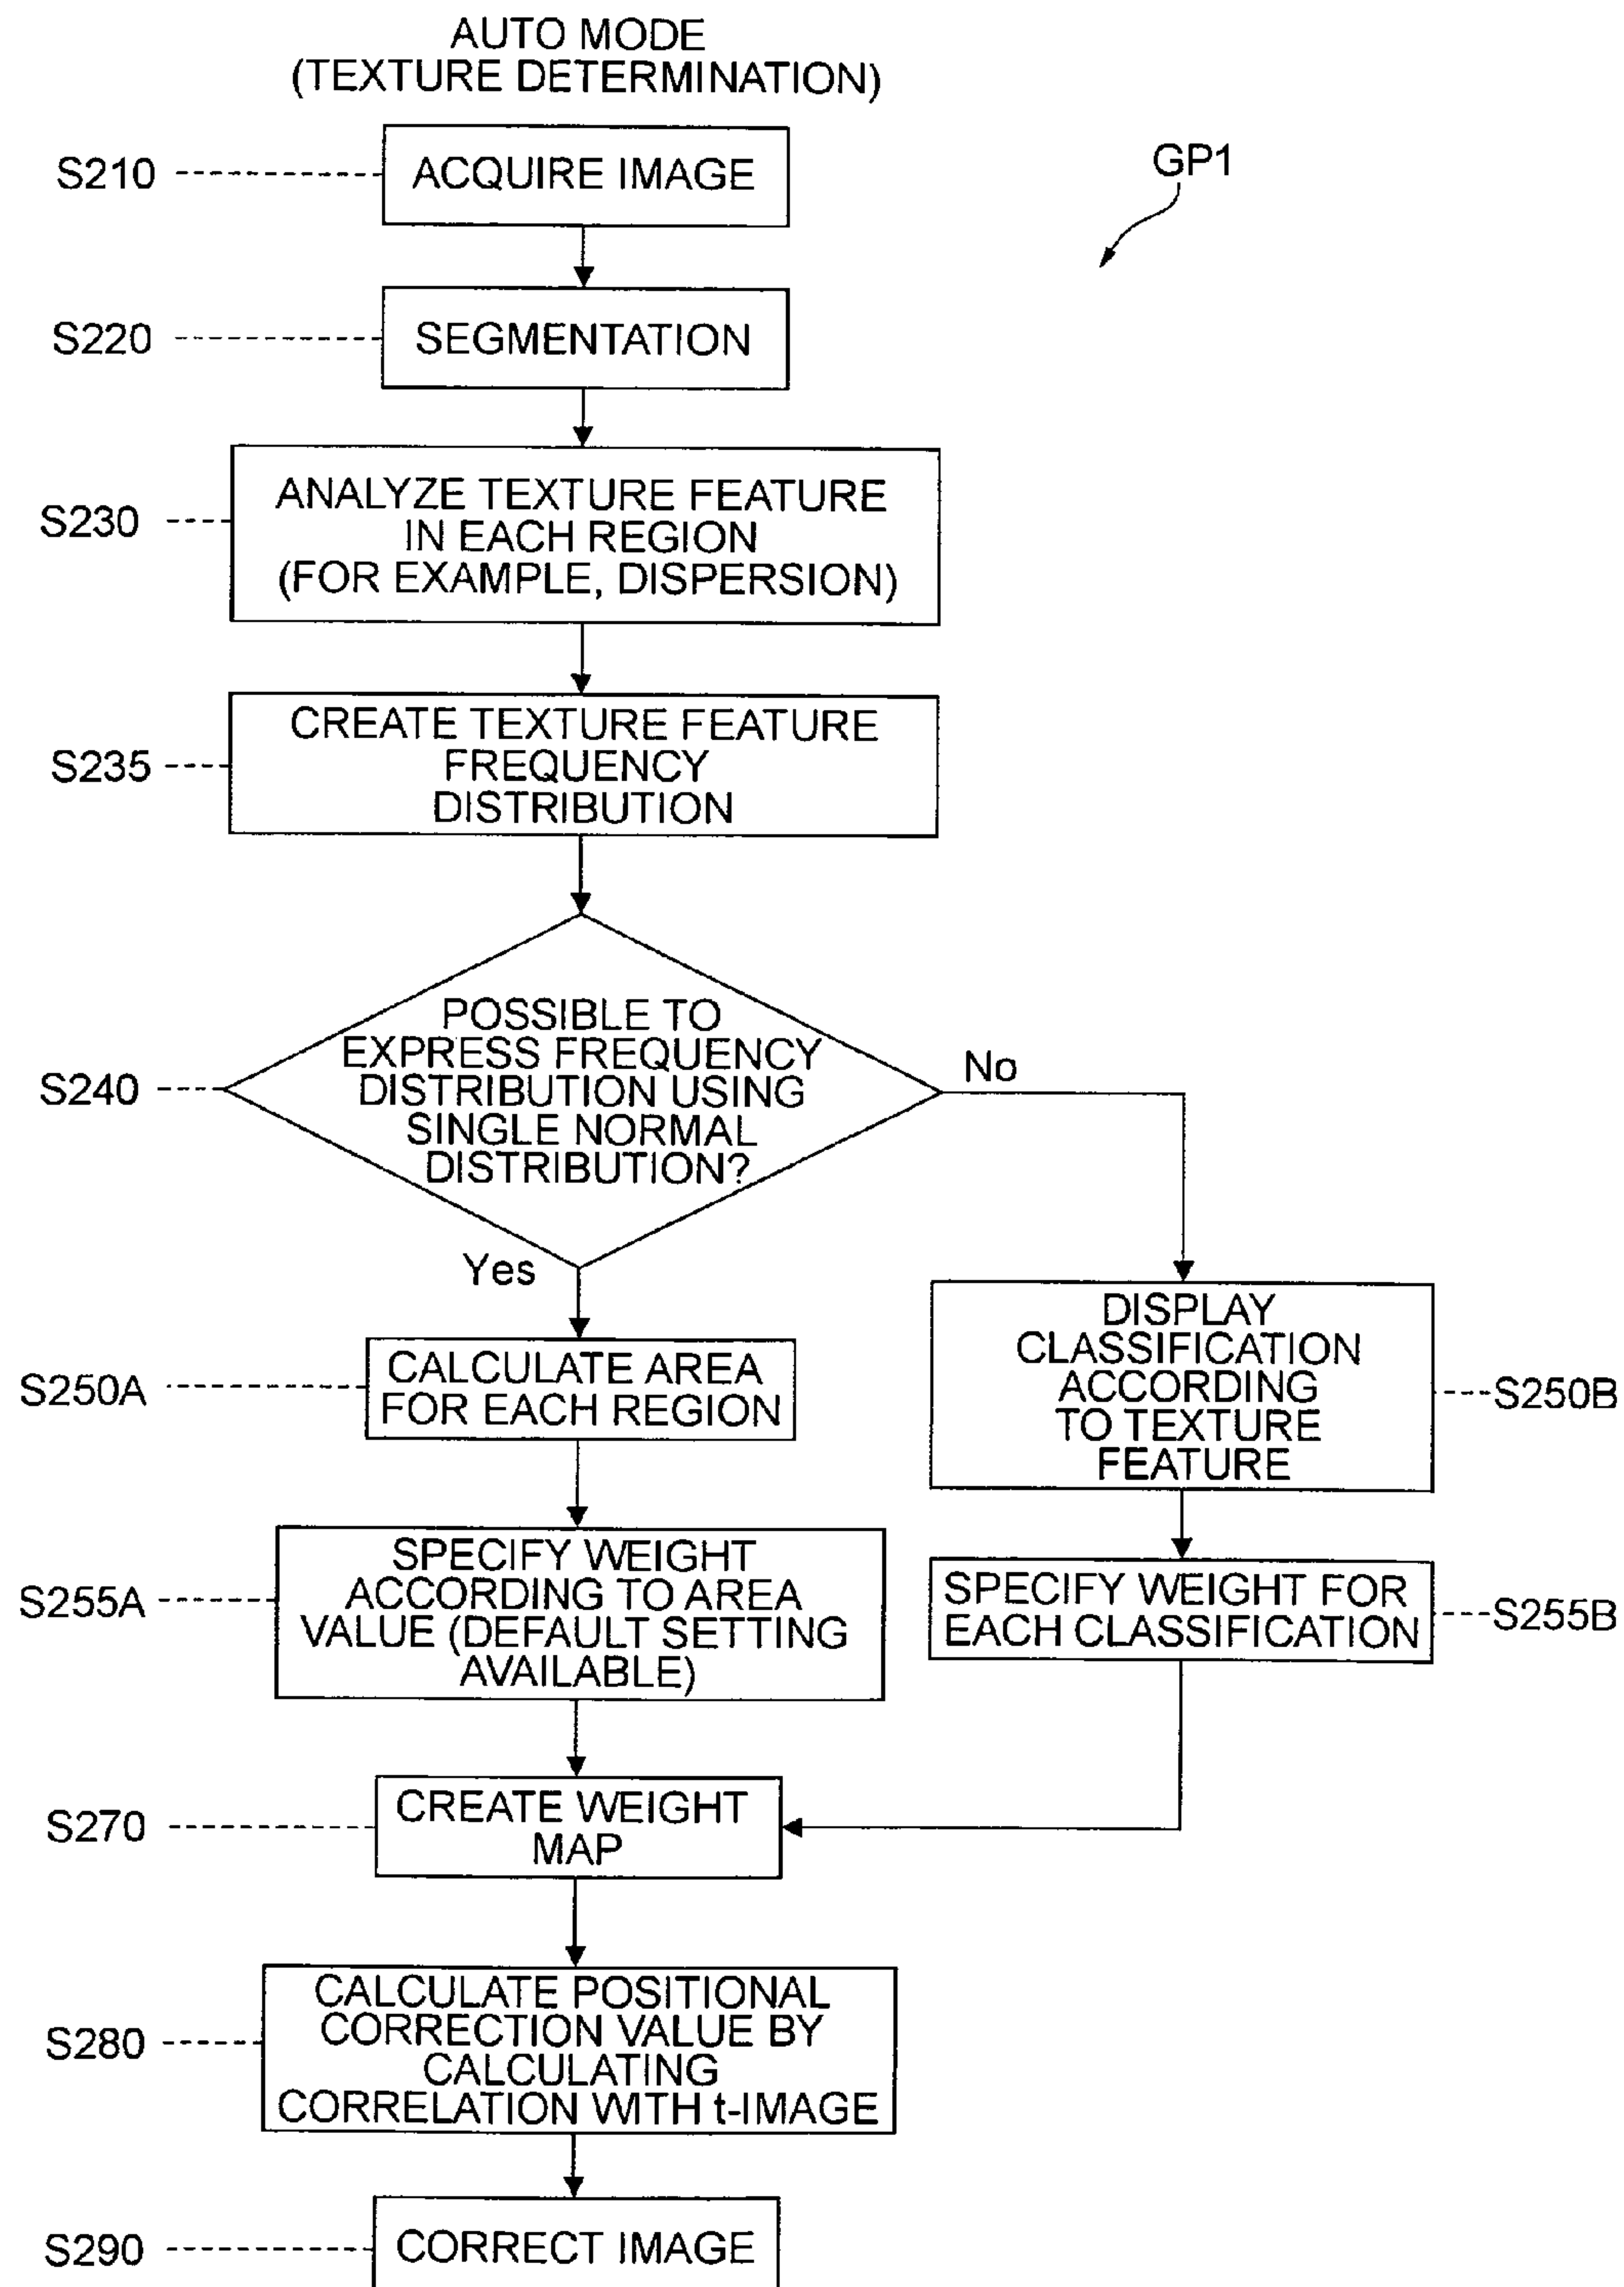 AUTO MODE
(TEXTURE DETERMINATION)
GP1
S210
ACQUIRE IMAGE
S220
SEGMENTATION
S230
ANALYZE TEXTURE FEATURE
IN EACH REGION
(FOR EXAMPLE, DISPERSION)
S235
CREATE TEXTURE FEATURE
FREQUENCY
DISTRIBUTION
S240
POSSIBLE TO
EXPRESS FREQUENCY
DISTRIBUTION USING
SINGLE NORMAL
DISTRIBUTION?
No
Yes
S250A
CALCULATE AREA
FOR EACH REGION
DISPLAY
CLASSIFICATION
ACCORDING
TO TEXTURE
FEATURE
S250B
S255A
SPECIFY WEIGHT
ACCORDING TO AREA
VALUE (DEFAULT SETTING
AVAILABLE)
SPECIFY WEIGHT FOR
EACH CLASSIFICATION
S255B
S270
CREATE WEIGHT
MAP
S280
CALCULATE POSITIONAL
CORRECTION VALUE BY
CALCULATING
CORRELATION WITH t-IMAGE
S290
CORRECT IMAGE